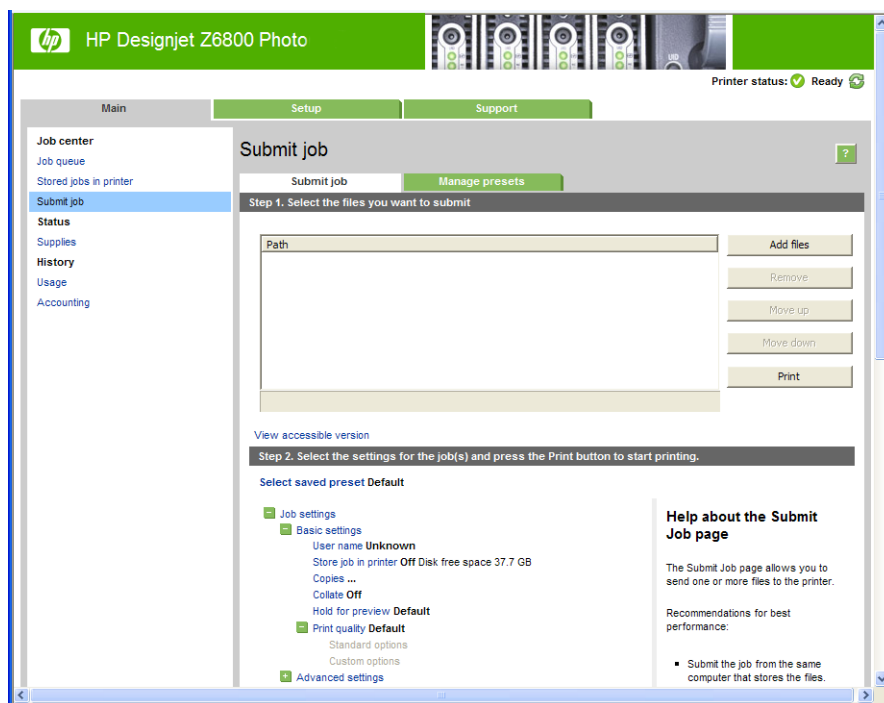 hp
HP Designjet Z6800 Photo
UID
Printer status: Ready
Main
Setup
Support
Job center
Job queue
Stored jobs in printer
Submit job
Status
Supplies
History
Usage
Accounting
Submit job
?
Submit job
Manage presets
Step 1. Select the files you want to submit
Path
Add files
Remove
Move up
Move down
Print
View accessible version
Step 2. Select the settings for the job(s) and press the Print button to start printing.
Select saved preset Default
Job settings
Basic settings
User name Unknown
Store job in printer Off Disk free space 37.7 GB
Copies ...
Collate Off
Hold for preview Default
Print quality Default
Standard options
Custom options
Advanced settings
Help about the Submit
Job page
The Submit Job page allows you to
send one or more files to the printer.
Recommendations for best
performance:
Submit the job from the same
computer that stores the files.